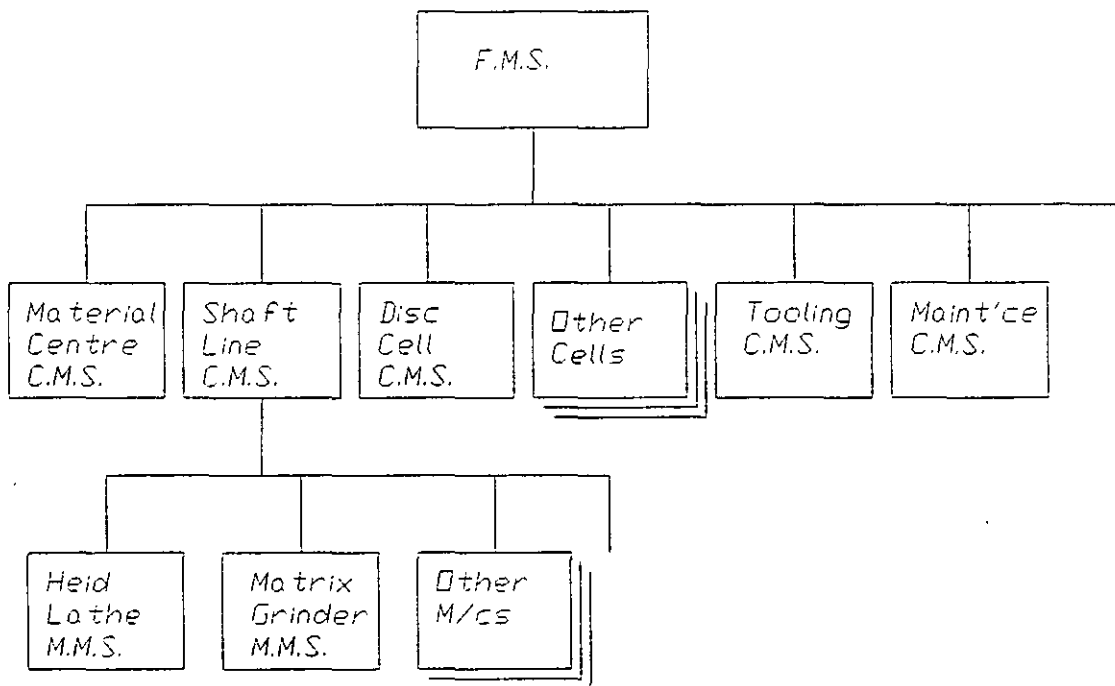 F.M.S.
Material
Centre
C.M.S.
Shaft
Line
C.M.S.
Disc
Cell
C.M.S.
Other
Cells
Tooling
C.M.S.
Maint'ce
C.M.S.
Heid
Lathe
M.M.S.
Matrix
Grinder
M.M.S.
Other
M/cs